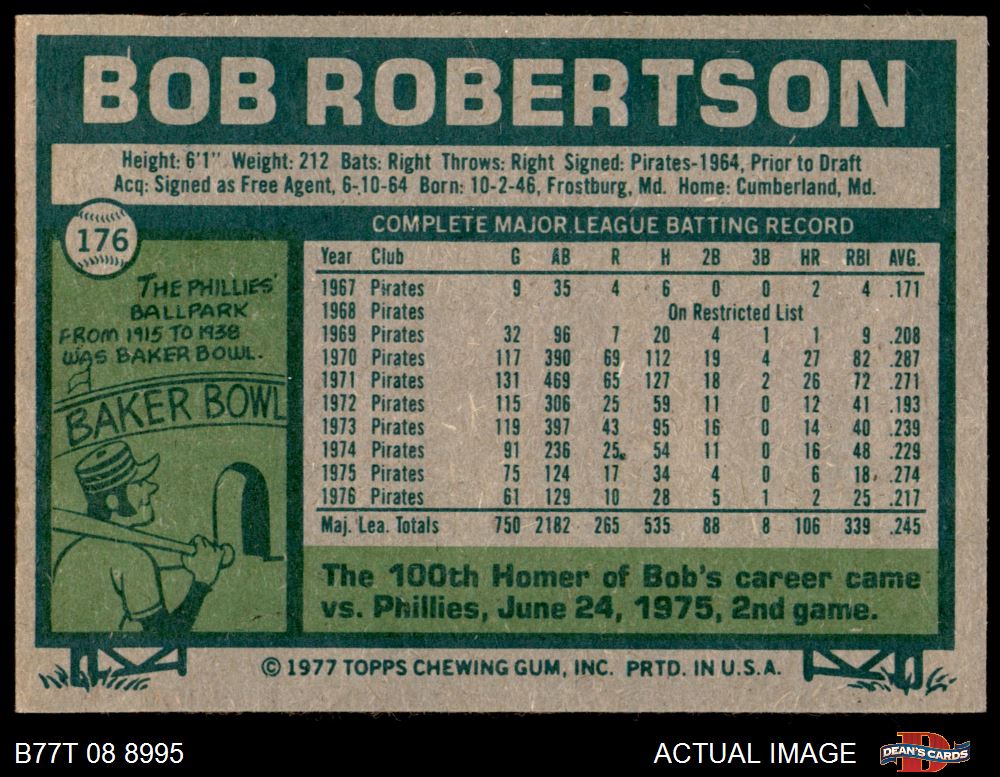 BOB ROBERTSON
Height: 6'1" Weight: 212 Bats: Right Throws: Right Signed: Pirates-1964, Prior to Draft
Acq: Signed as Free Agent, 6-10-64 Born: 10-2-46, Frostburg, Md. Home: Cumberland, Md.
176
COMPLETE MAJOR LEAGUE BATTING RECORD
Year Club G AB R H 2B 3B HR RBI AVG.
1967 Pirates 9 35 4 6 0 0 2 4 .171
1968 Pirates On Restricted List
1969 Pirates 32 96 7 20 4 1 1 9 .208
1970 Pirates 117 390 69 112 19 4 27 82 .287
1971 Pirates 131 469 65 127 18 2 26 72 .271
1972 Pirates 115 306 25 59 11 0 12 41 .193
1973 Pirates 119 397 43 95 16 0 14 40 .239
1974 Pirates 91 236 25 54 11 0 16 48 .229
1975 Pirates 75 124 17 34 4 0 6 18 .274
1976 Pirates 61 129 10 28 5 1 2 25 .217
Maj. Lea. Totals 750 2182 265 535 88 8 106 339 .245
THE PHILLIES'
BALLPARK
FROM 1915 TO 1938
WAS BAKER BOWL.
BAKER BOWL
The 100th Homer of Bob's career came
vs. Phillies, June 24, 1975, 2nd game.
© 1977 TOPPS CHEWING GUM, INC. PRTD. IN U.S.A.
B77T 08 8995
ACTUAL IMAGE
D
DEAN'S CARDS